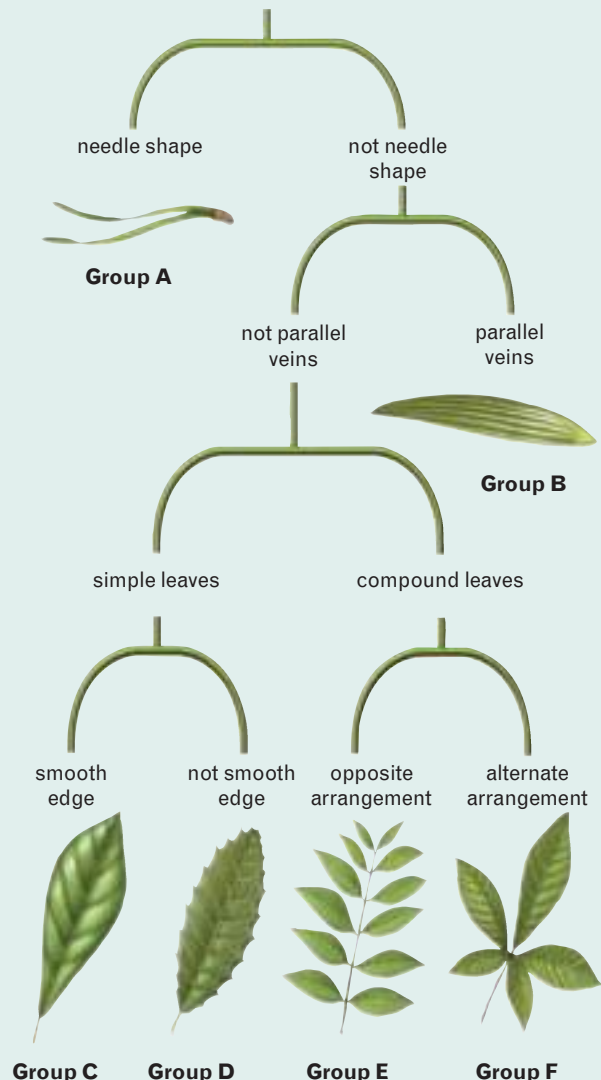 needle shape
not needle
shape
Group A
not parallel
veins
parallel
veins
Group B
simple leaves
compound leaves
smooth
edge
not smooth
edge
opposite
arrangement
alternate
arrangement
Group C
Group D
Group E
Group F